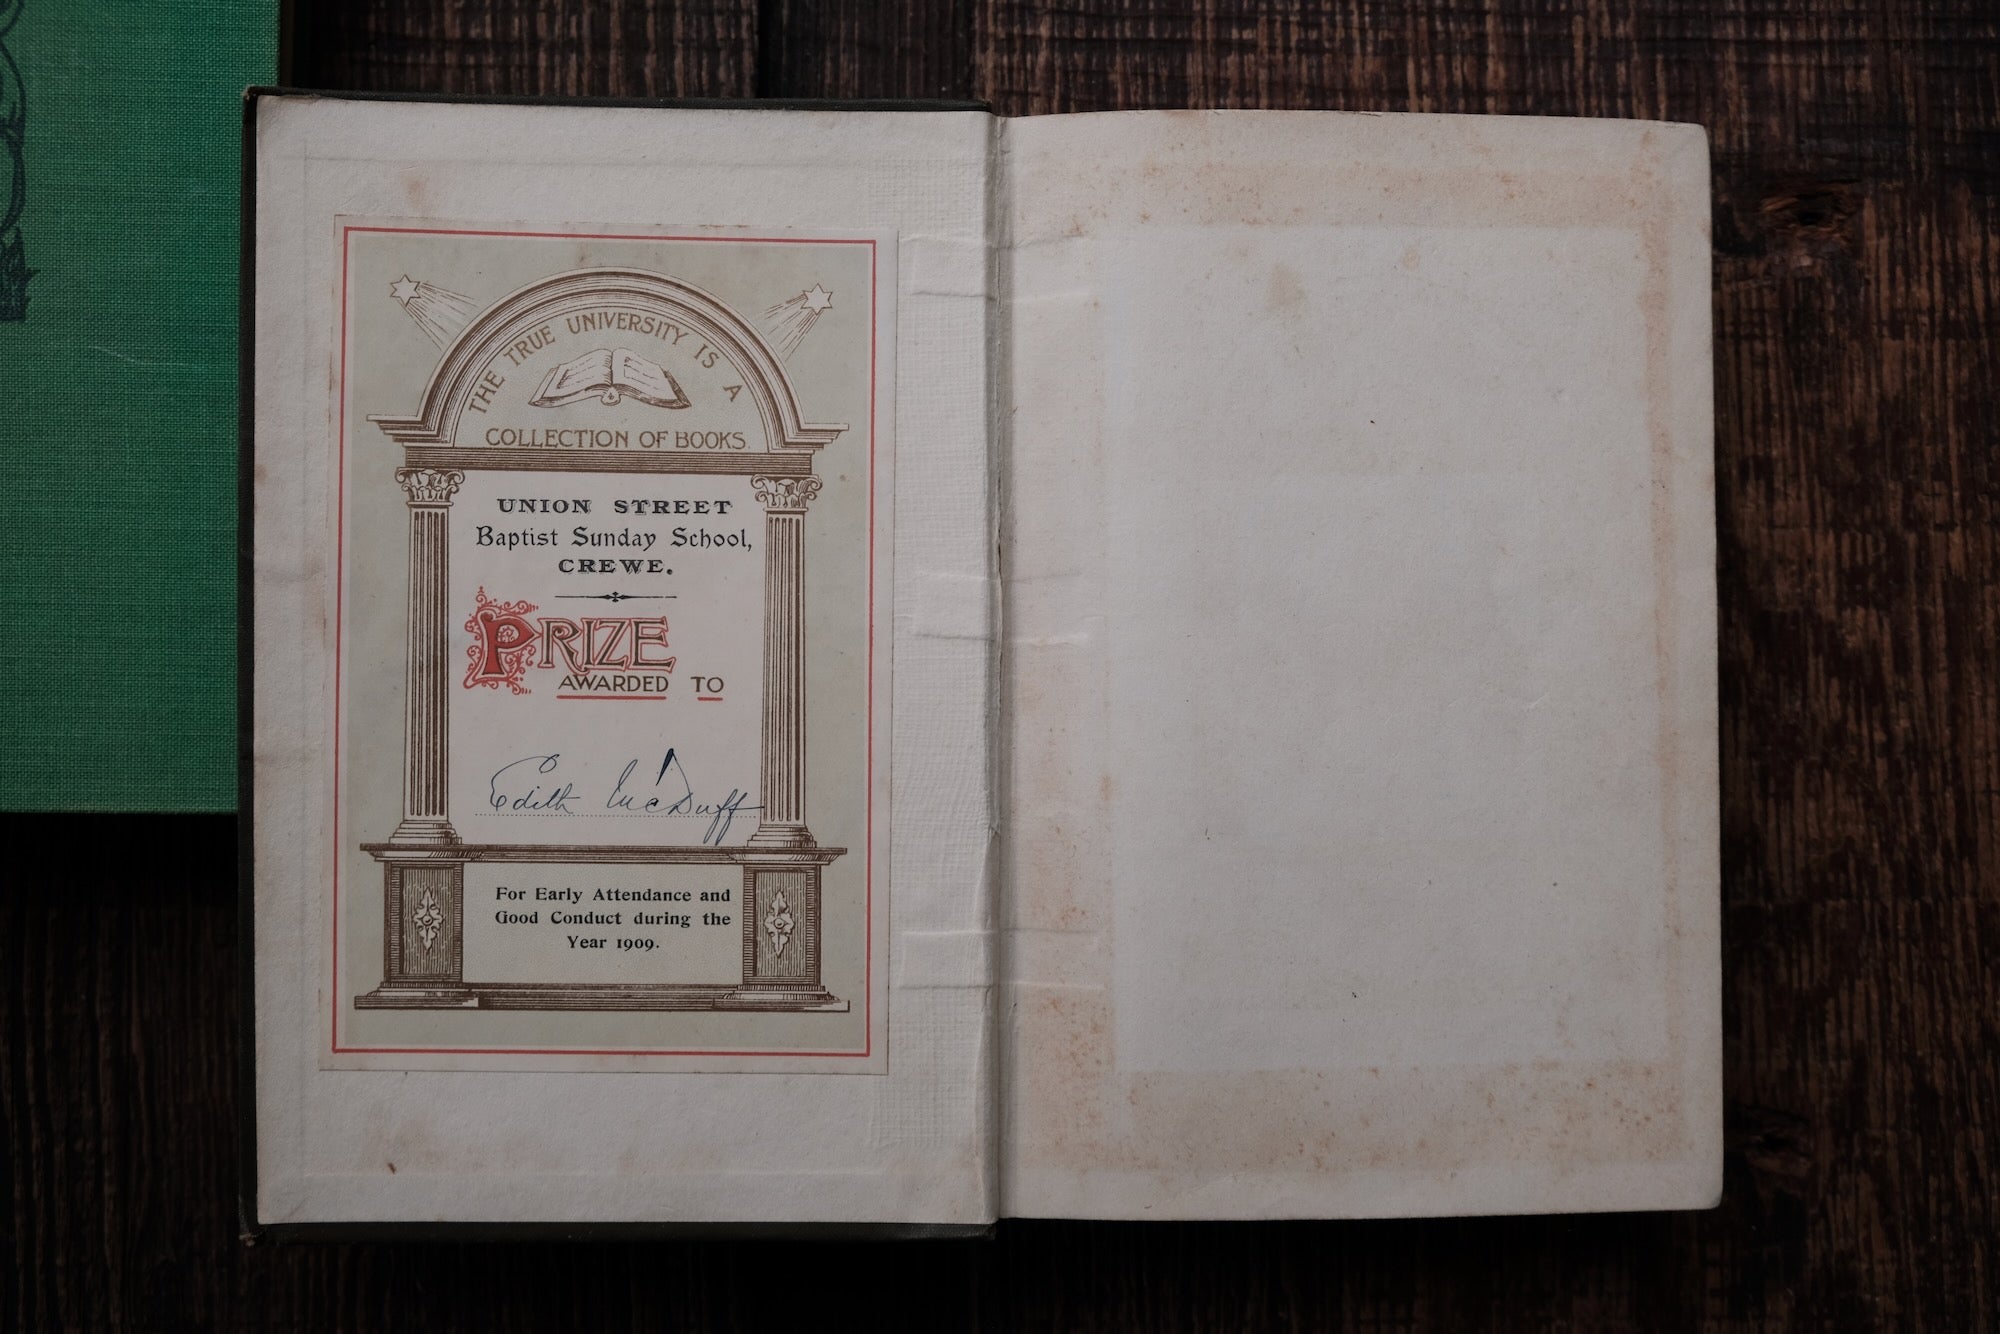 THE TRUE UNIVERSITY IS A
COLLECTION OF BOOKS.
UNION STREET
Baptist Sunday School,
CREWE.
PRIZE
AWARDED TO
Edith McDuff
For Early Attendance and
Good Conduct during the
Year 1909.